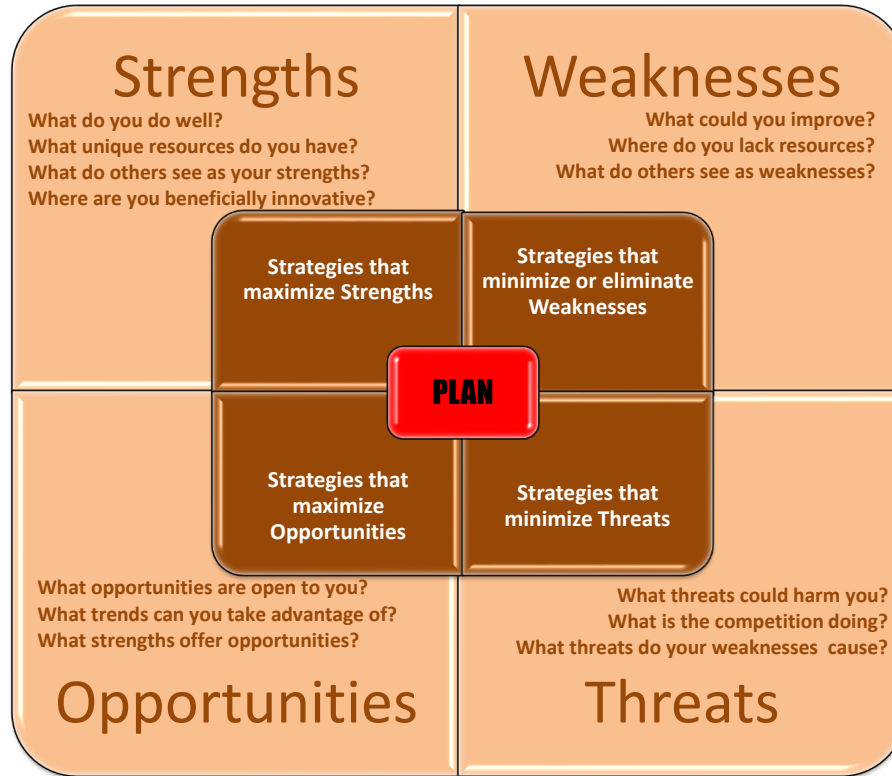 Strengths
What do you do well?
What unique resources do you have?
What do others see as your strengths?
Where are you beneficially innovative?
Weaknesses
What could you improve?
Where do you lack resources?
What do others see as weaknesses?
Strategies that
maximize Strengths
Strategies that
minimize or eliminate
Weaknesses
PLAN
Strategies that
maximize
Opportunities
Strategies that
minimize Threats
What opportunities are open to you?
What trends can you take advantage of?
What strengths offer opportunities?
Opportunities
What threats could harm you?
What is the competition doing?
What threats do your weaknesses  cause?
Threats